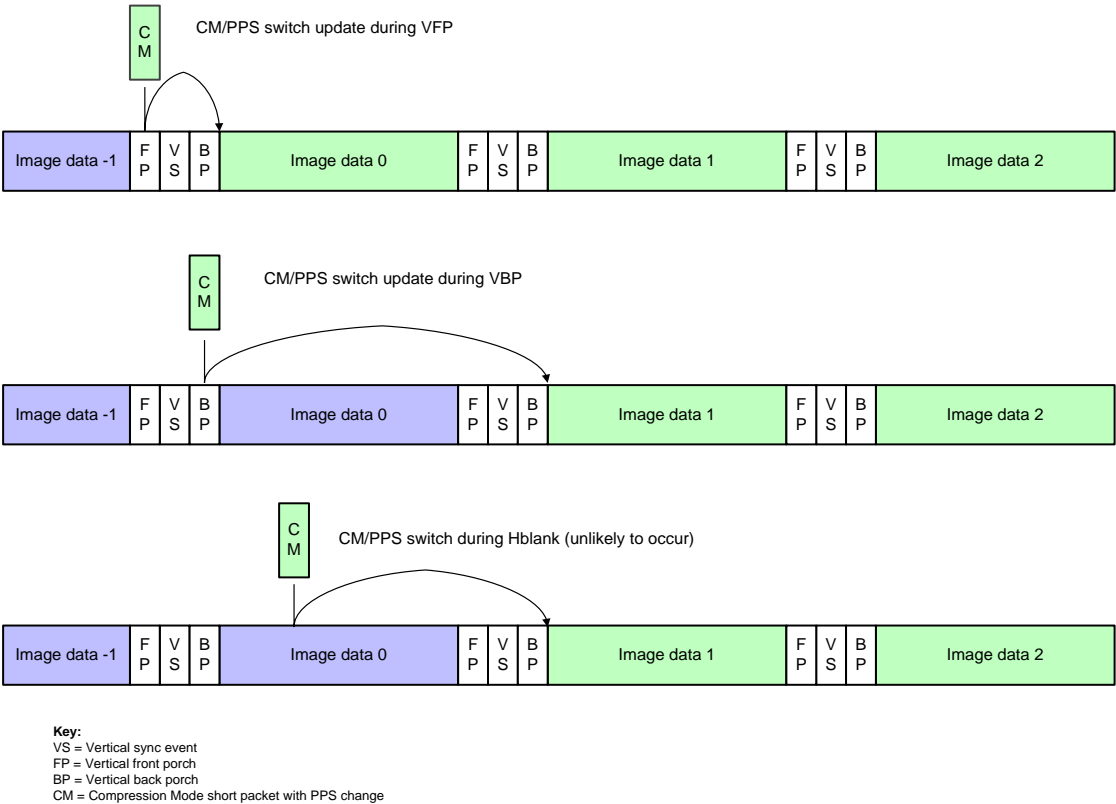 C
M
CM/PPS switch update during VFP
Image data -1
F
P
V
S
B
P
Image data 0
F
P
V
S
B
P
Image data 1
F
P
V
S
B
P
Image data 2
C
M
CM/PPS switch update during VBP
Image data -1
F
P
V
S
B
P
Image data 0
F
P
V
S
B
P
Image data 1
F
P
V
S
B
P
Image data 2
C
M
CM/PPS switch during Hblank (unlikely to occur)
Image data -1
F
P
V
S
B
P
Image data 0
F
P
V
S
B
P
Image data 1
F
P
V
S
B
P
Image data 2
Key:
VS = Vertical sync event
FP = Vertical front porch
BP = Vertical back porch
CM = Compression Mode short packet with PPS change